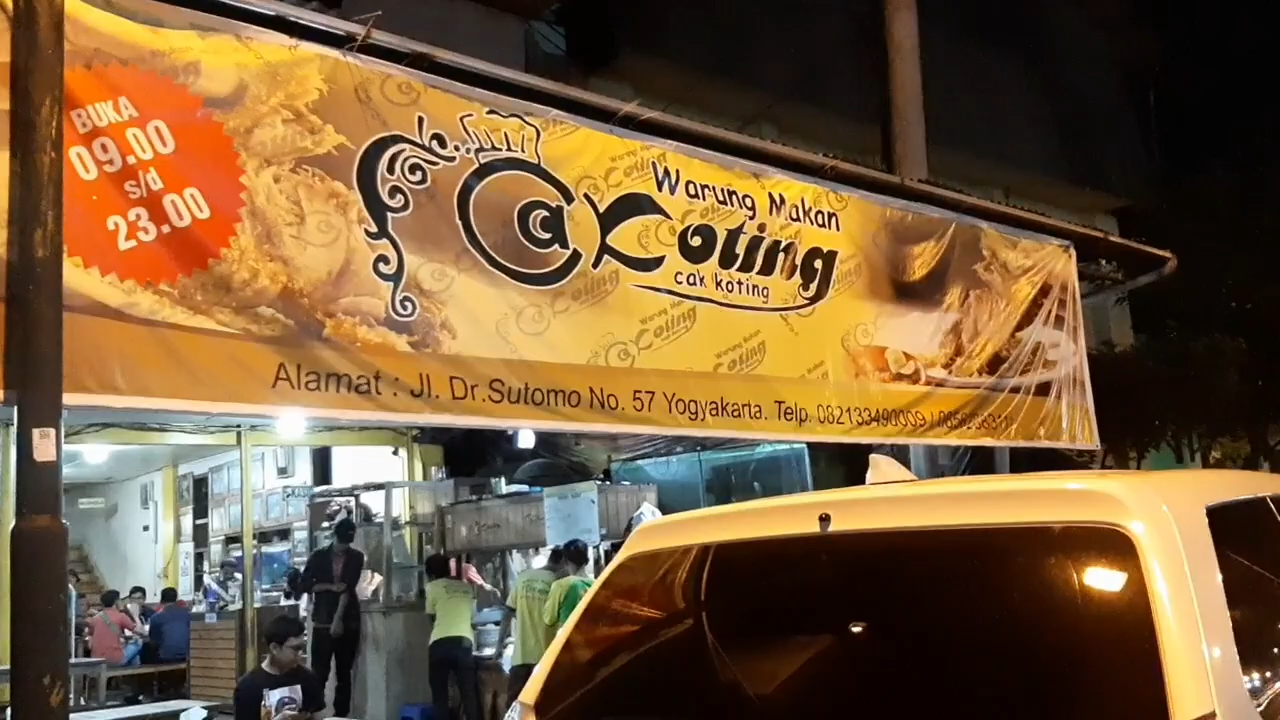 BUKA
09.00
s/d
23.00
Warung Makan
Cak Koting
cak koting
Alamat : Jl. Dr.Sutomo No. 57 Yogyakarta. Telp. 082133490009 /